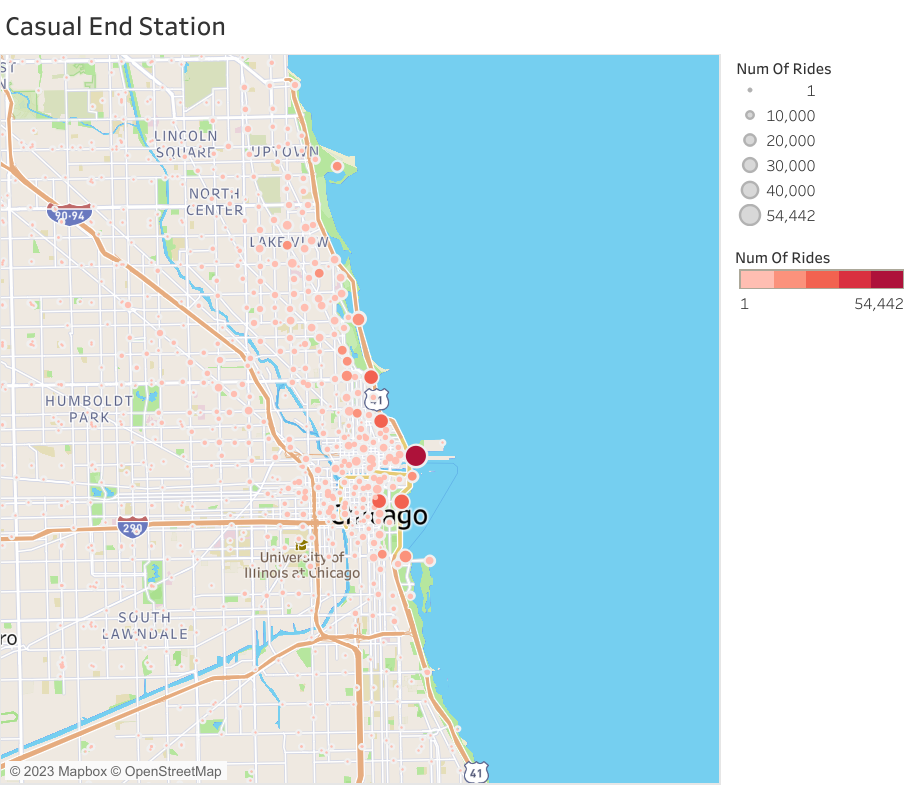 Casual End Station
LINCOLN
SQUARE
UPTOWN
NORTH
CENTER
90-94
LAKE VIEW
HUMBOLDT
PARK
41
290
Chicago
University of
Illinois at Chicago
SOUTH
LAWNDALE
ro
41
© 2023 Mapbox © OpenStreetMap
Num Of Rides
1
10,000
20,000
30,000
40,000
54,442
Num Of Rides
1
54,442